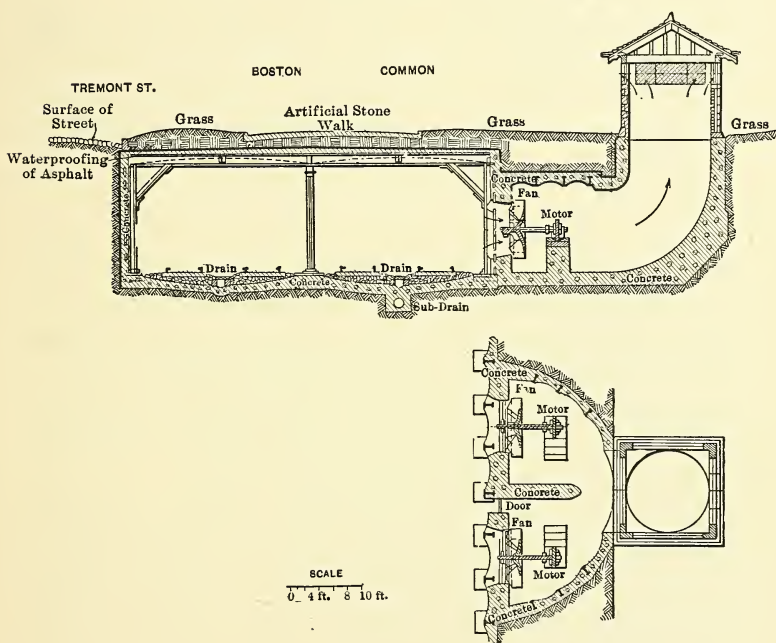 BOSTON COMMON
TREMONT ST.
Surface of
Street
Grass
Artificial Stone
Walk
Grass
Grass
Waterproofing
of Asphalt
Concrete
Fan
Motor
Concrete
Drain
Drain
Concrete
Concrete
Sub-Drain
Concrete
Fan
Motor
Concrete
Door
Fan
Motor
Concrete
SCALE
0 4 ft. 8 10 ft.